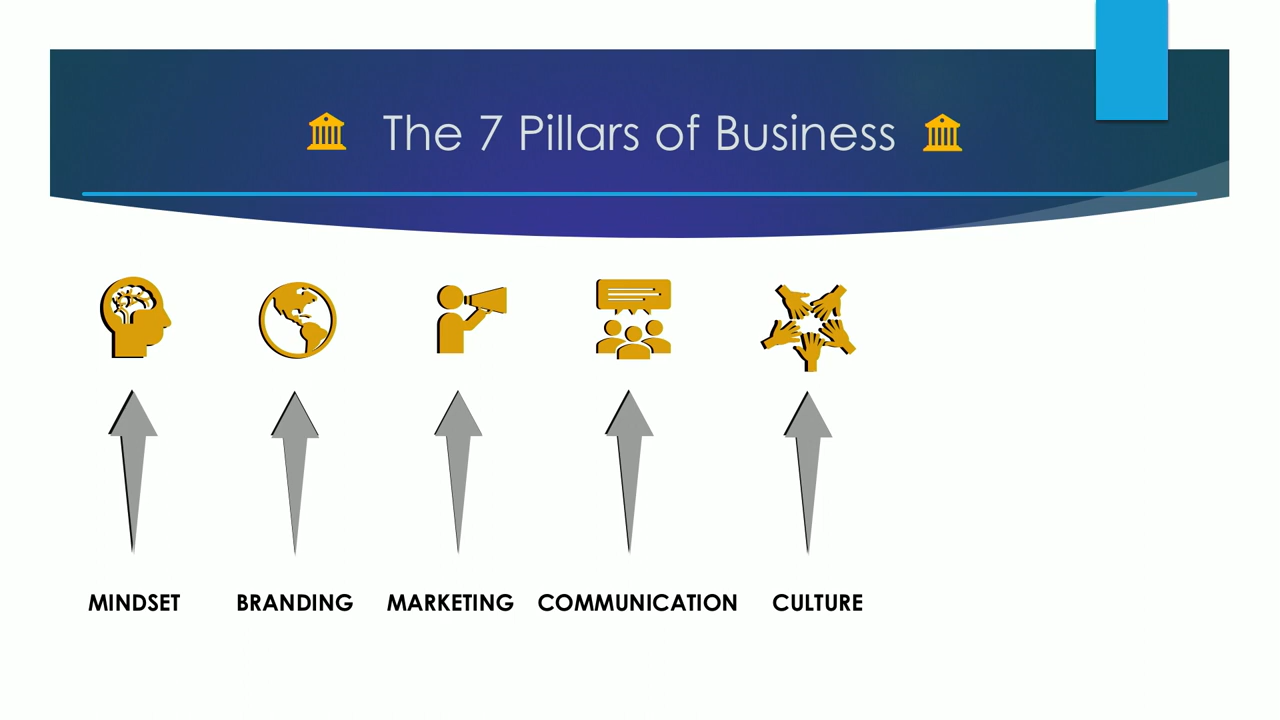 The 7 Pillars of Business
MINDSET BRANDING MARKETING COMMUNICATION CULTURE